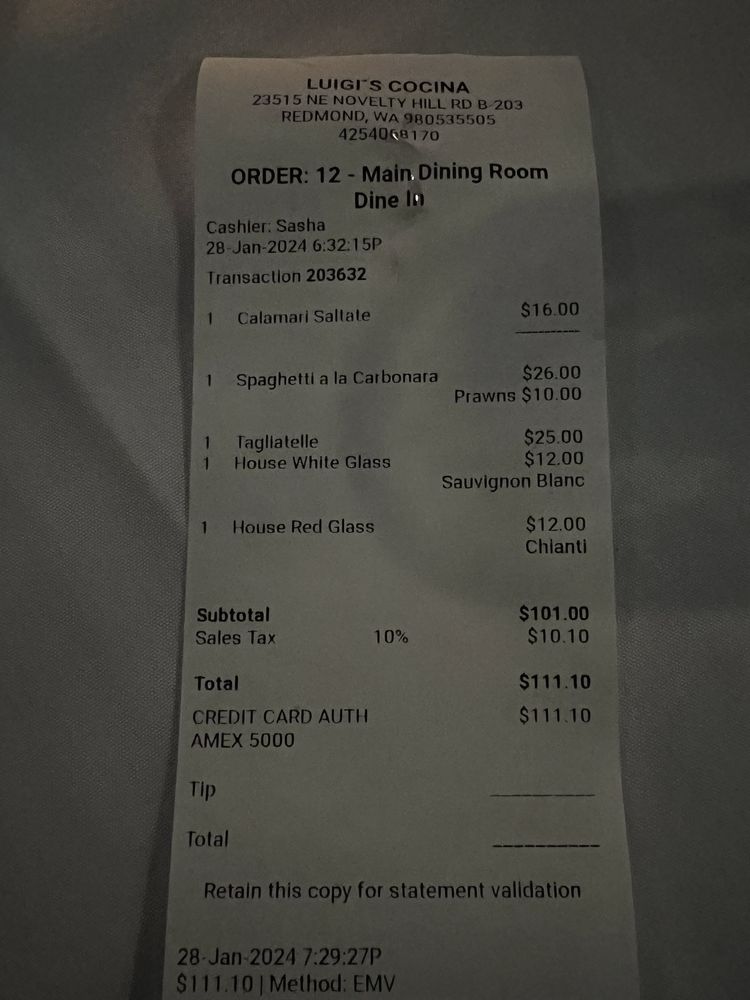 LUIGI'S COCINA
23515 NE NOVELTY HILL RD B-203
REDMOND, WA 980535505
4254068170
ORDER: 12 - Main Dining Room
Dine In
Cashier: Sasha
28-Jan-2024 6:32:15P
Transaction 203632
1 Calamari Saltate $16.00
1 Spaghetti a la Carbonara $26.00
Prawns $10.00
1 Tagliatelle $25.00
1 House White Glass $12.00
Sauvignon Blanc
1 House Red Glass $12.00
Chianti
Subtotal $101.00
Sales Tax 10% $10.10
Total $111.10
CREDIT CARD AUTH $111.10
AMEX 5000
Tip
Total
Retain this copy for statement validation
28-Jan-2024 7:29:27P
$111.10 | Method: EMV